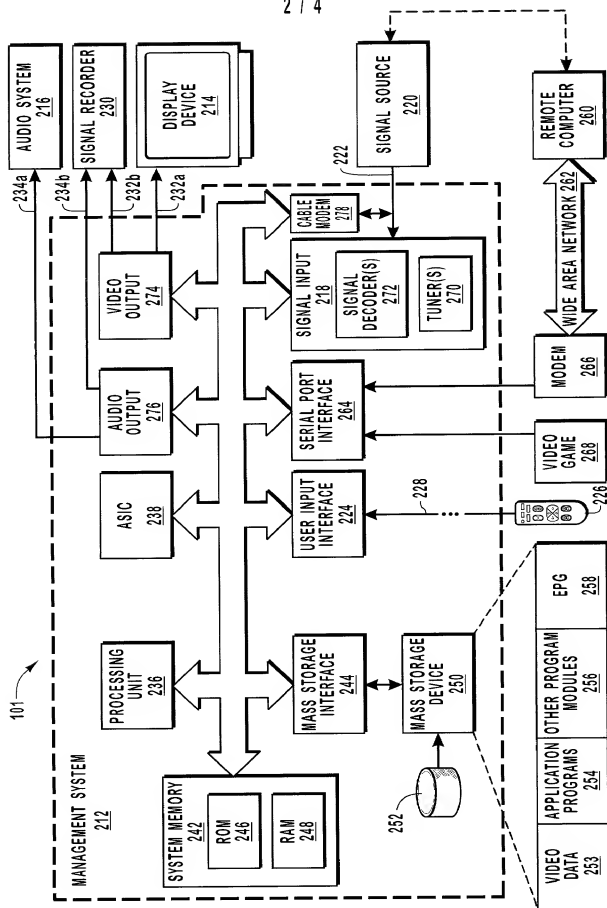 2 / 4
101
MANAGEMENT SYSTEM
212
PROCESSING
UNIT
236
ASIC
238
AUDIO
OUTPUT
276
VIDEO
OUTPUT
274
234a
234b
232b
232a
AUDIO SYSTEM
216
SIGNAL RECORDER
230
DISPLAY
DEVICE
214
SYSTEM MEMORY
242
ROM
246
RAM
248
MASS STORAGE
INTERFACE
244
MASS STORAGE
DEVICE
250
252
USER INPUT
INTERFACE
224
SERIAL PORT
INTERFACE
264
SIGNAL INPUT
218
SIGNAL
DECODER(S)
272
TUNER(S)
270
CABLE
MODEM
278
222
SIGNAL SOURCE
220
228
226
VIDEO
GAME
268
MODEM
266
WIDE AREA NETWORK 262
REMOTE
COMPUTER
260
VIDEO
DATA
253
APPLICATION
PROGRAMS
254
OTHER PROGRAM
MODULES
256
EPG
258